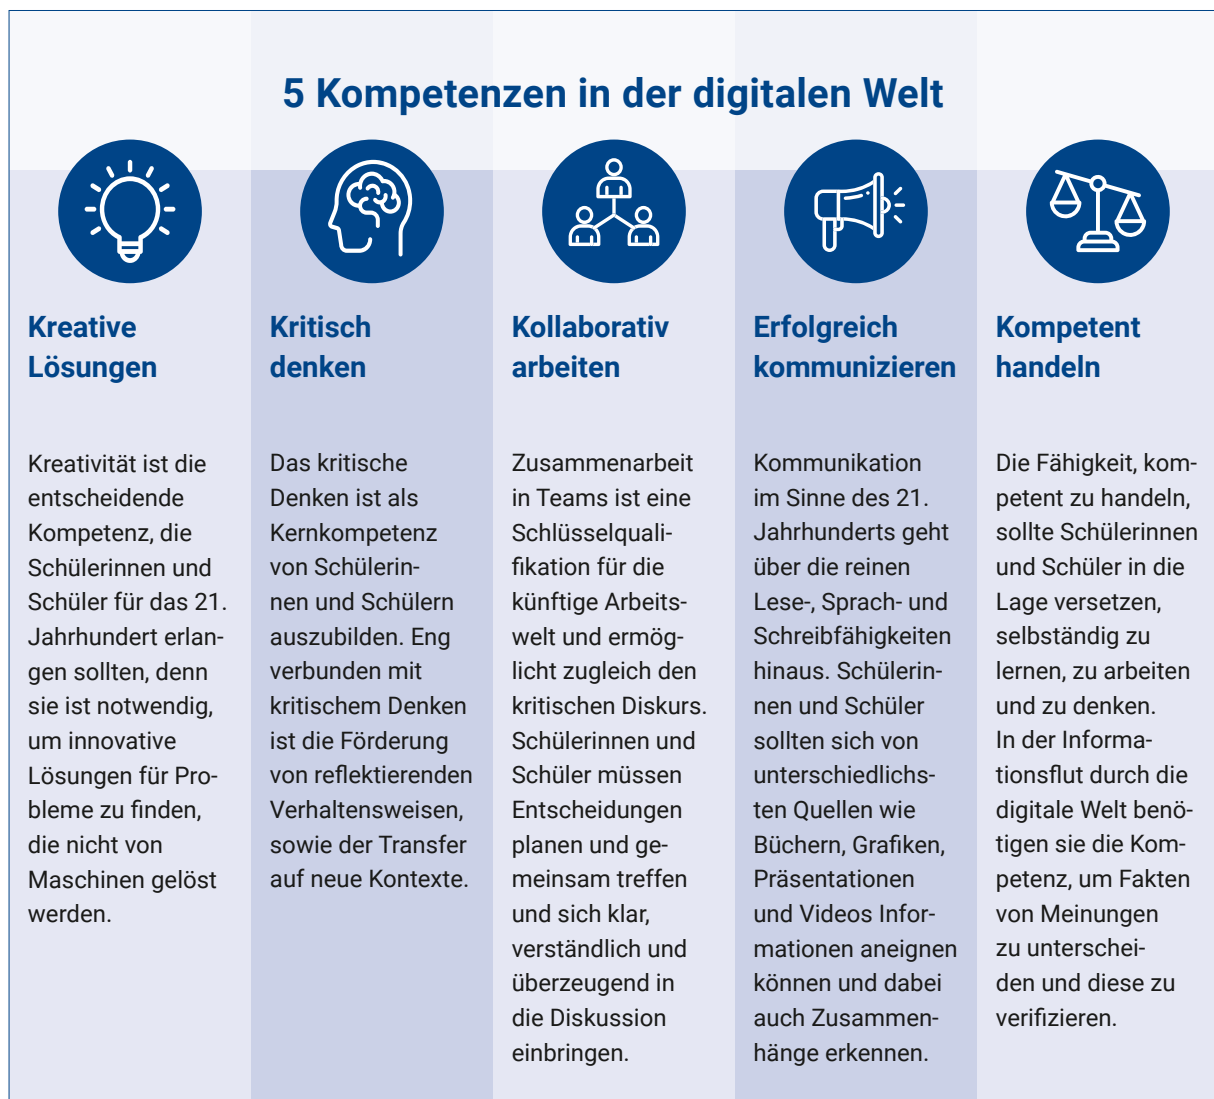 5 Kompetenzen in der digitalen Welt
Kreative
Lösungen
Kreativität ist die
entscheidende
Kompetenz, die
Schülerinnen und
Schüler für das 21.
Jahrhundert erlan-
gen sollten, denn
sie ist notwendig,
um innovative
Lösungen für Pro-
bleme zu finden,
die nicht von
Maschinen gelöst
werden.
Kritisch
denken
Das kritische
Denken ist als
Kernkompetenz
von Schülerin-
nen und Schülern
auszubilden. Eng
verbunden mit
kritischem Denken
ist die Förderung
von reflektierenden
Verhaltensweisen,
sowie der Transfer
auf neue Kontexte.
Kollaborativ
arbeiten
Zusammenarbeit
in Teams ist eine
Schlüsselquali-
fikation für die
künftige Arbeits-
welt und ermög-
licht zugleich den
kritischen Diskurs.
Schülerinnen und
Schüler müssen
Entscheidungen
planen und ge-
meinsam treffen
und sich klar,
verständlich und
überzeugend in
die Diskussion
einbringen.
Erfolgreich
kommunizieren
Kommunikation
im Sinne des 21.
Jahrhunderts geht
über die reinen
Lese-, Sprach- und
Schreibfähigkeiten
hinaus. Schülerin-
nen und Schüler
sollten sich von
unterschiedlichs-
ten Quellen wie
Büchern, Grafiken,
Präsentationen
und Videos Infor-
mationen aneignen
können und dabei
auch Zusammen-
hänge erkennen.
Kompetent
handeln
Die Fähigkeit, kom-
petent zu handeln,
sollte Schülerinnen
und Schüler in die
Lage versetzen,
selbständig zu
lernen, zu arbeiten
und zu denken.
In der Informa-
tionsflut durch die
digitale Welt benö-
tigen sie die Kom-
petenz, um Fakten
von Meinungen
zu unterschei-
den und diese zu
verifizieren.